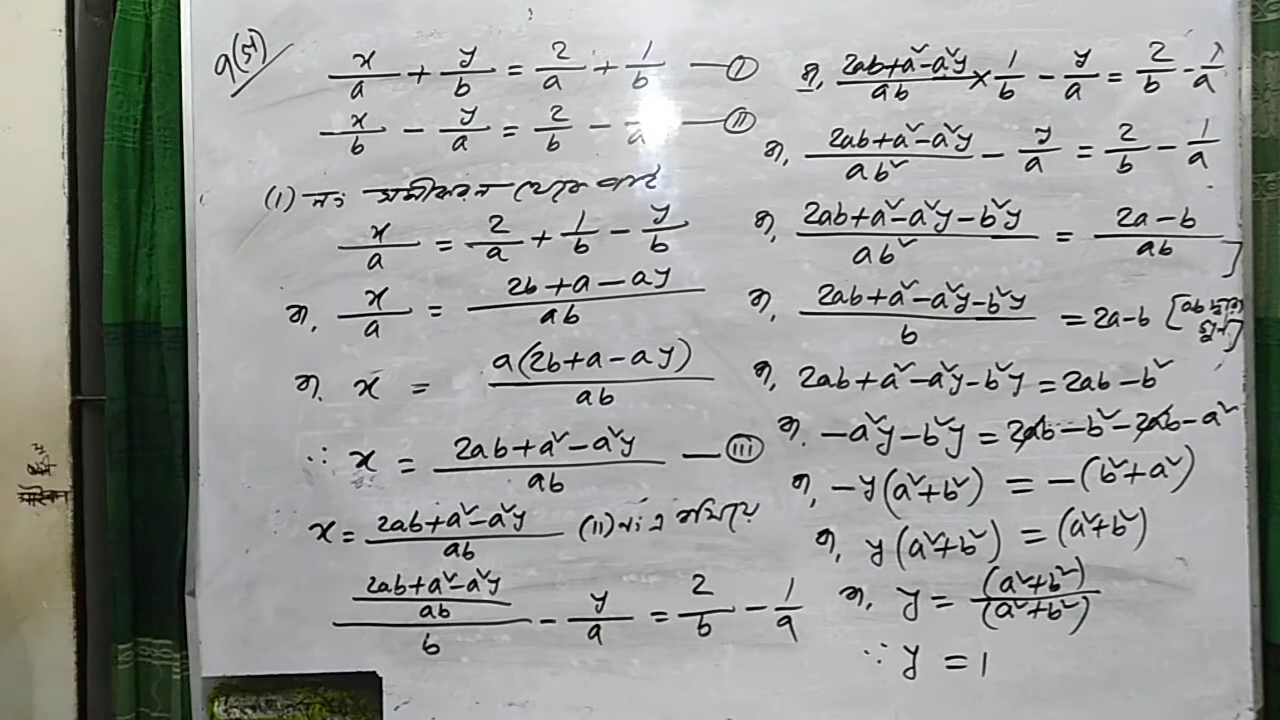 ৭(ঙ)
x/a + y/b = 2/a + 1/b —(i)
x/b - y/a = 2/b - 1/a —(ii)
(i) নং সমীকরণ থেকে পাই
x/a = 2/a + 1/b - y/b
বা, x/a = (2b+a-ay)/ab
বা, x = a(2b+a-ay)/ab
∴ x = (2ab+a²-a²y)/ab —(iii)
x = (2ab+a²-a²y)/ab (ii) নং এ বসিয়ে
((2ab+a²-a²y)/ab)/b - y/a = 2/b - 1/a
বা, (2ab+a²-a²y)/ab × 1/b - y/a = 2/b - 1/a
বা, (2ab+a²-a²y)/ab² - y/a = 2/b - 1/a
বা, (2ab+a²-a²y-b²y)/ab² = (2a-b)/ab
বা, (2ab+a²-a²y-b²y)/b = 2a-b [ab দ্বারা গুণ]
বা, 2ab+a²-a²y-b²y = 2ab-b²
বা, -a²y-b²y = 2ab-b²-2ab-a²
বা, -y(a²+b²) = -(b²+a²)
বা, y(a²+b²) = (a²+b²)
বা, y = (a²+b²)/(a²+b²)
∴ y = 1